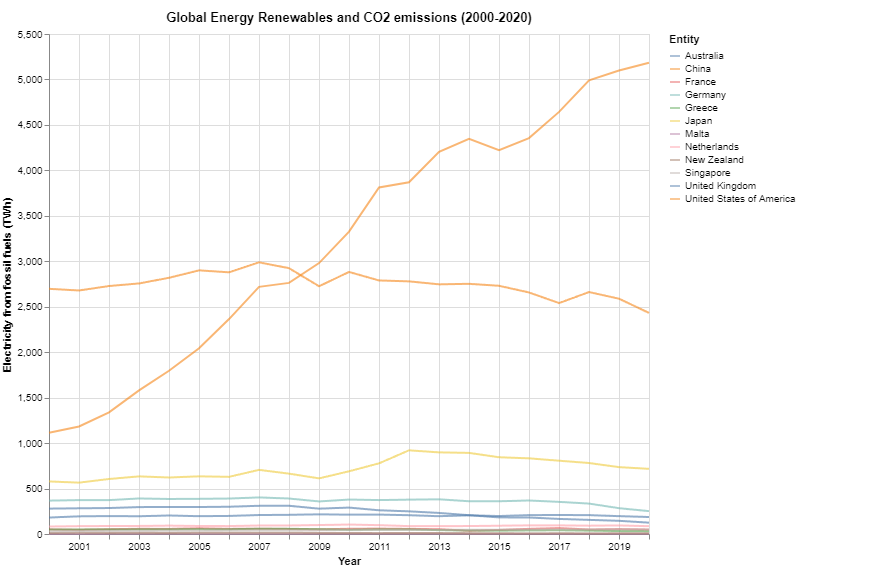 Global Energy Renewables and CO2 emissions (2000-2020)
Entity
Australia
China
France
Germany
Greece
Japan
Malta
Netherlands
New Zealand
Singapore
United Kingdom
United States of America
Electricity from fossil fuels (TWh)
5,500
5,000
4,500
4,000
3,500
3,000
2,500
2,000
1,500
1,000
500
0
2001 2003 2005 2007 2009 2011 2013 2015 2017 2019
Year